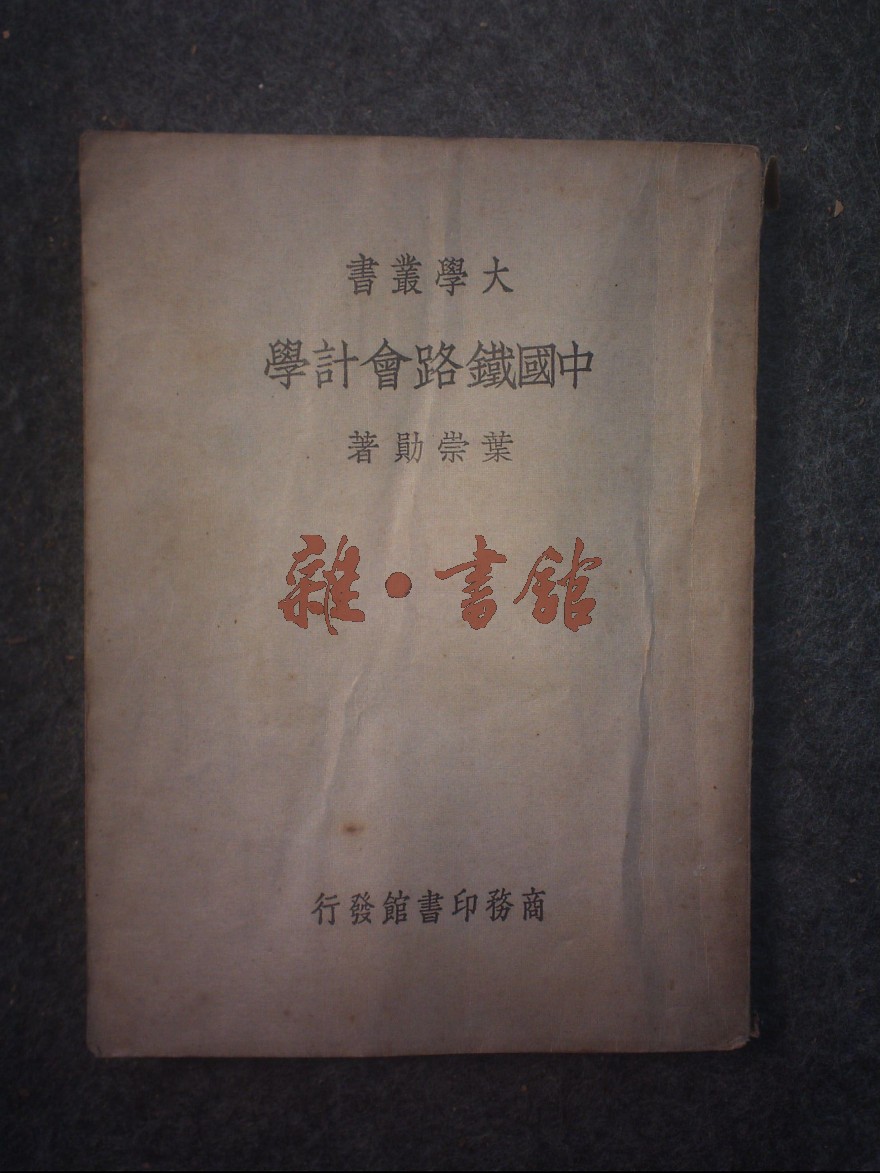 大學叢書
中國鐵路會計學
葉崇勛著
雜·書館
商務印書館發行